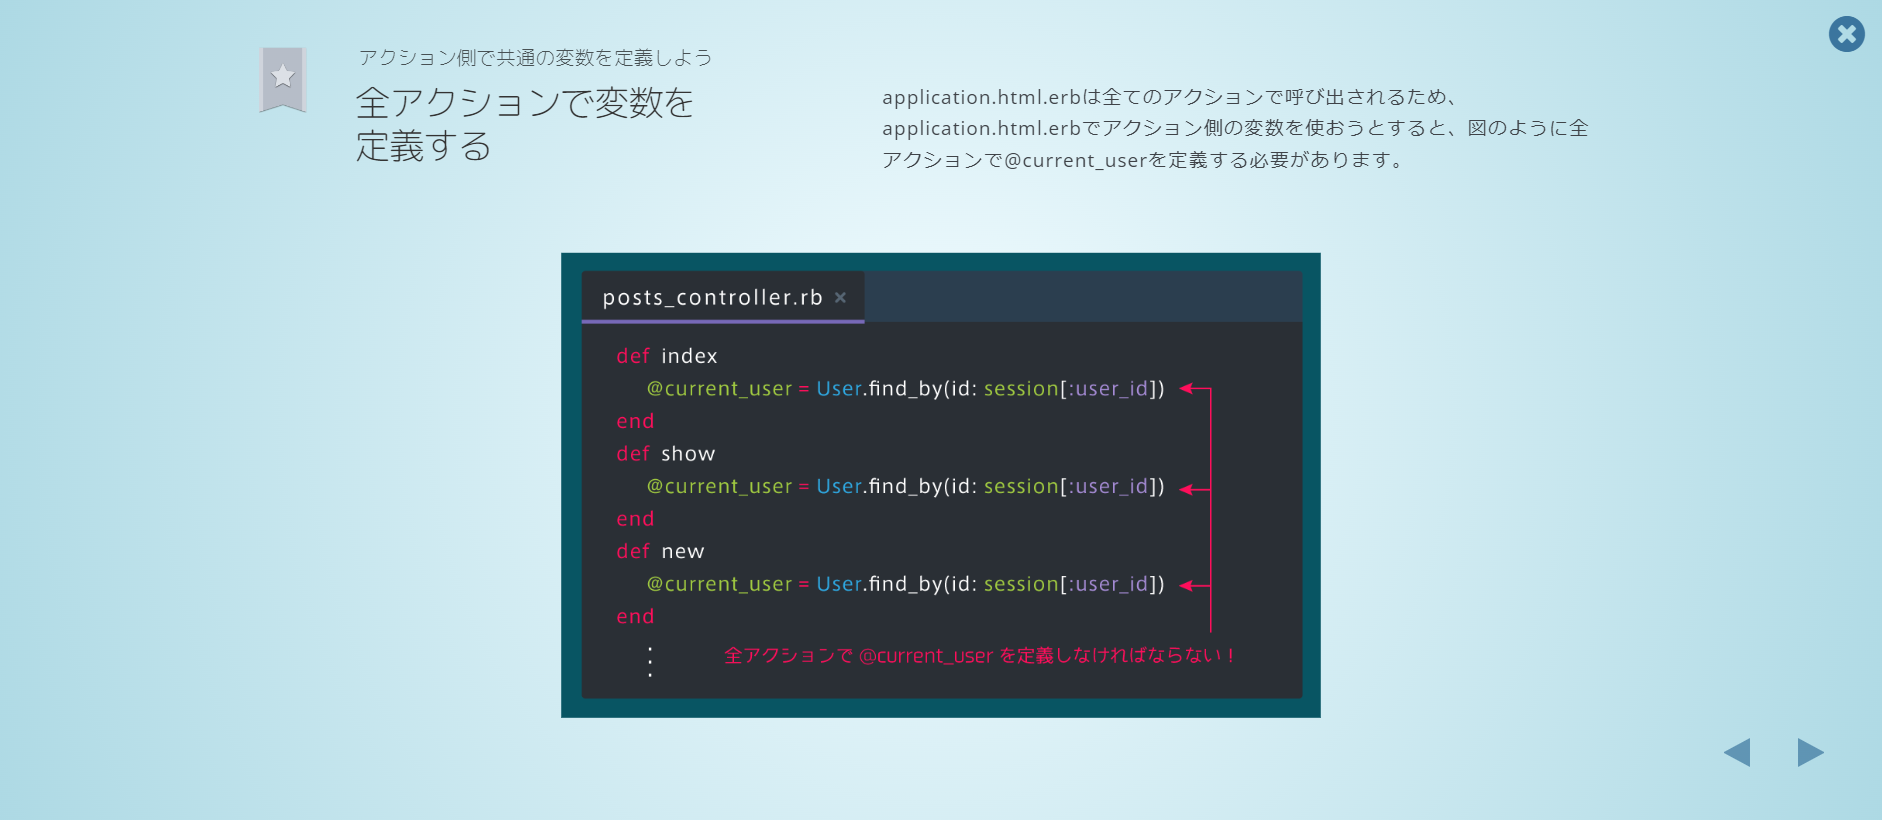 アクション側で共通の変数を定義しよう
全アクションで変数を
定義する
application.html.erbは全てのアクションで呼び出されるため、
application.html.erbでアクション側の変数を使おうとすると、図のように全
アクションで@current_userを定義する必要があります。
posts_controller.rb ×
def index
@current_user = User.find_by(id: session[:user_id])
end
def show
@current_user = User.find_by(id: session[:user_id])
end
def new
@current_user = User.find_by(id: session[:user_id])
end
全アクションで @current_user を定義しなければならない！